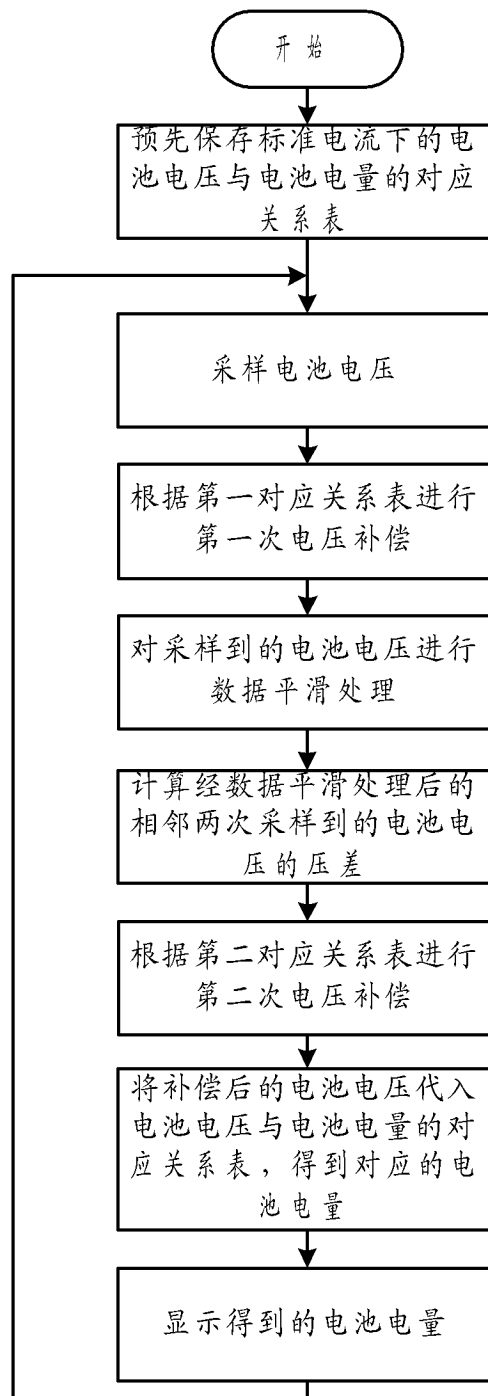 开始
预先保存标准电流下的电
池电压与电池电量的对应
关系表
采样电池电压
根据第一对应关系表进行
第一次电压补偿
对采样到的电池电压进行
数据平滑处理
计算经数据平滑处理后的
相邻两次采样到的电池电
压的压差
根据第二对应关系表进行
第二次电压补偿
将补偿后的电池电压代入
电池电压与电池电量的对
应关系表，得到对应的电
池电量
显示得到的电池电量